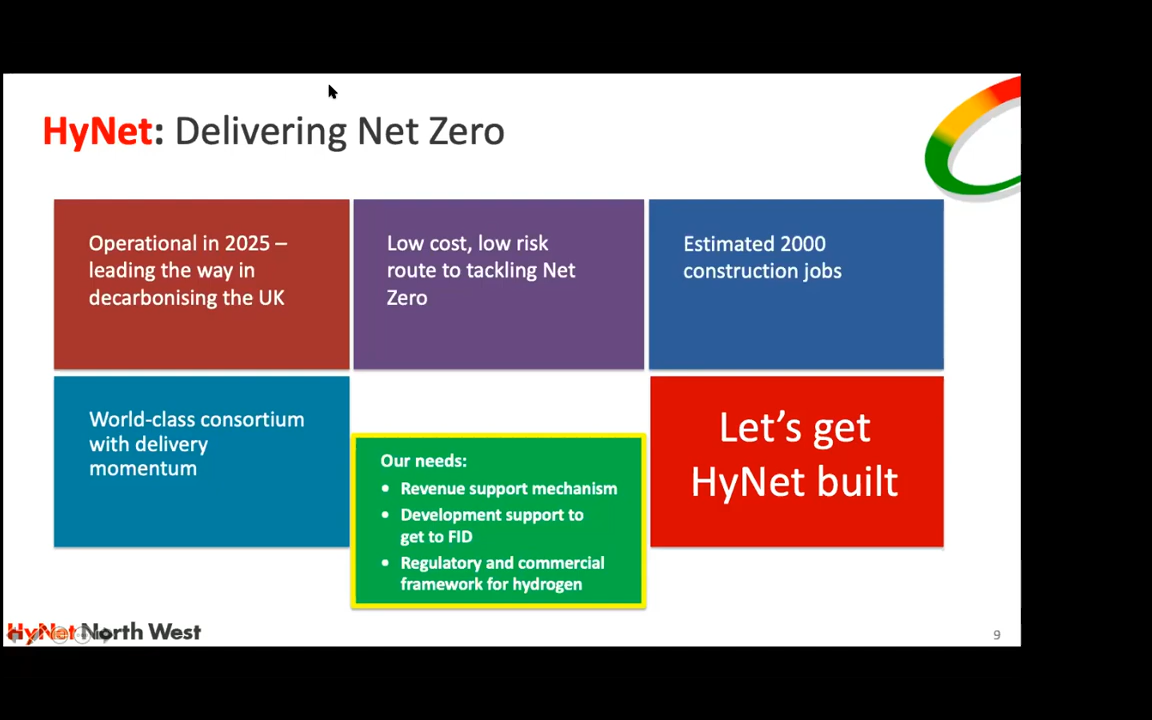 HyNet: Delivering Net Zero
Operational in 2025 –
leading the way in
decarbonising the UK
Low cost, low risk
route to tackling Net
Zero
Estimated 2000
construction jobs
World-class consortium
with delivery
momentum
Our needs:
• Revenue support mechanism
• Development support to
get to FID
• Regulatory and commercial
framework for hydrogen
Let's get
HyNet built
HyNet North West
9